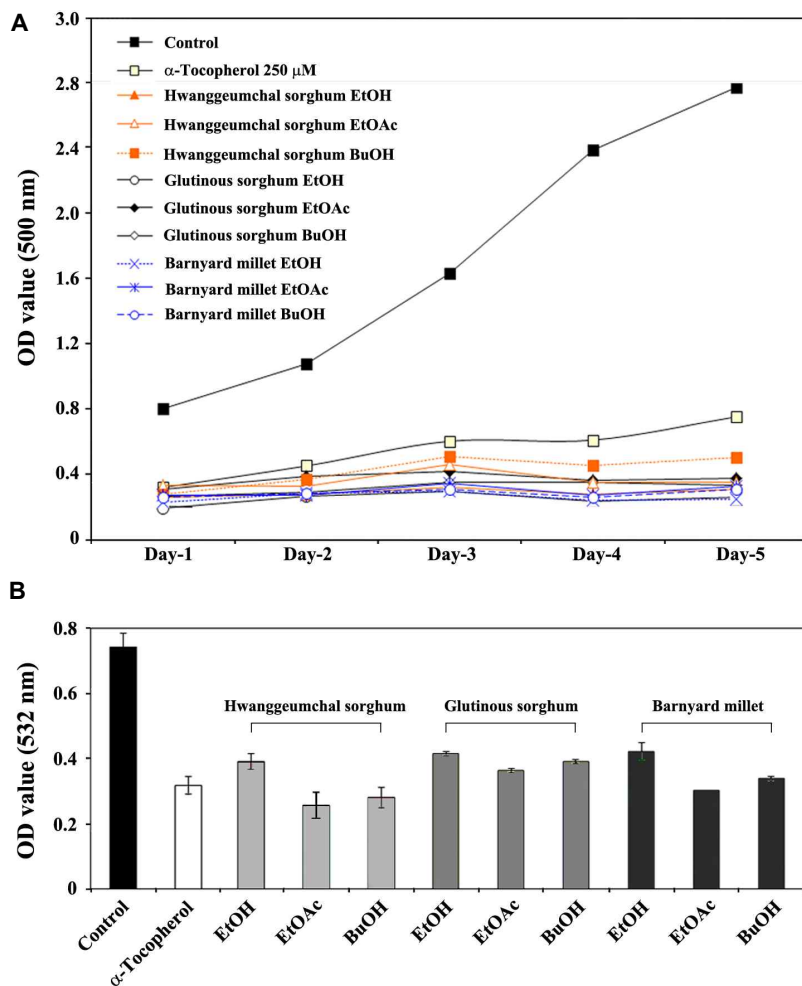 A
OD value (500 nm)
3.0
2.8
2.4
2.0
1.6
1.2
0.8
0.4
0
Control
α-Tocopherol 250 μM
Hwanggeumchal sorghum EtOH
Hwanggeumchal sorghum EtOAc
Hwanggeumchal sorghum BuOH
Glutinous sorghum EtOH
Glutinous sorghum EtOAc
Glutinous sorghum BuOH
Barnyard millet EtOH
Barnyard millet EtOAc
Barnyard millet BuOH
Day-1 Day-2 Day-3 Day-4 Day-5
B
OD value (532 nm)
0.8
0.6
0.4
0.2
0
Hwanggeumchal sorghum Glutinous sorghum Barnyard millet
Control α-Tocopherol EtOH EtOAc BuOH EtOH EtOAc BuOH EtOH EtOAc BuOH